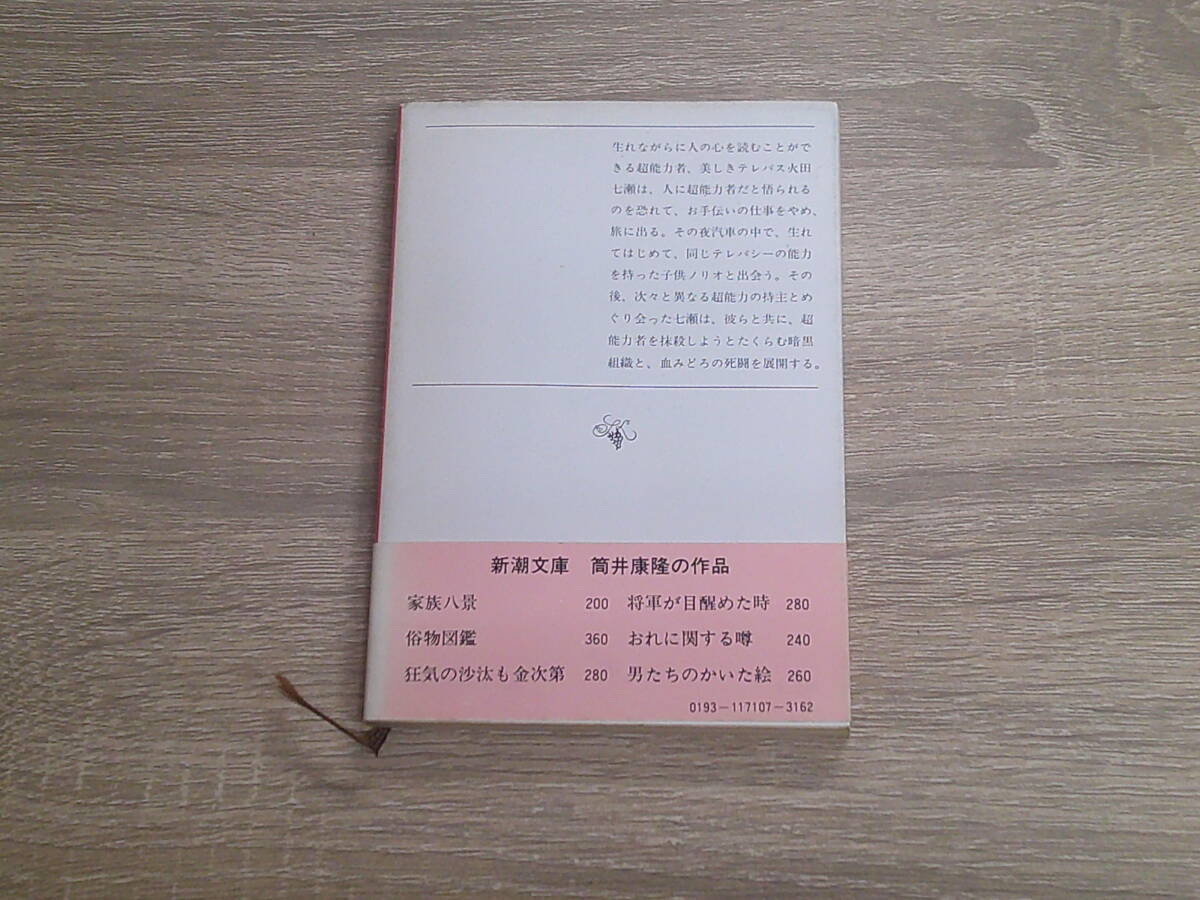 生れながらに人の心を読むことがで
きる超能力者、美しきテレパス火田
七瀬は、人に超能力者だと悟られる
のを恐れて、お手伝いの仕事をやめ、
旅に出る。その夜汽車の中で、生れ
てはじめて、同じテレパシーの能力
を持った子供ノリオと出会う。その
後、次々と異なる超能力の持主とめ
ぐり会った七瀬は、彼らと共に、超
能力者を抹殺しようとたくらむ暗黒
組織と、血みどろの死闘を展開する。
新潮文庫 筒井康隆の作品
家族八景 200 将軍が目醒めた時 280
俗物図鑑 360 おれに関する噂 240
狂気の沙汰も金次第 280 男たちのかいた絵 260
0193-117107-3162